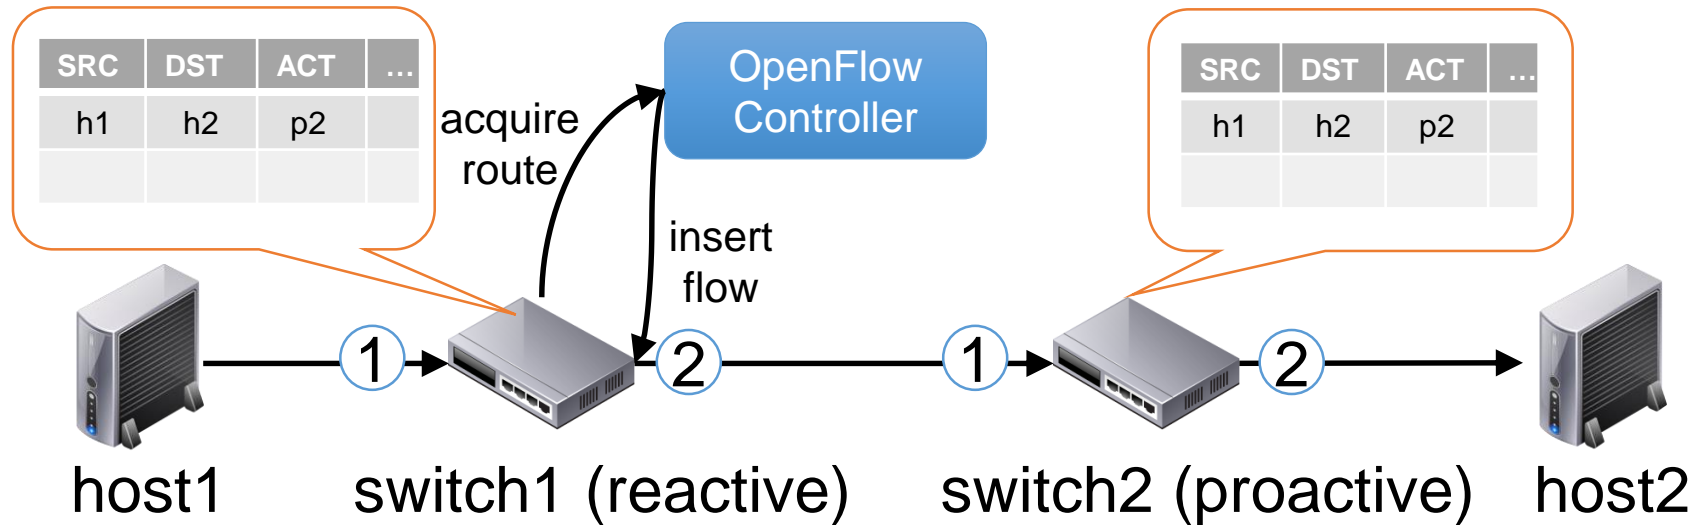 SRC DST ACT ...
h1 h2 p2
acquire
route
OpenFlow
Controller
insert
flow
SRC DST ACT ...
h1 h2 p2
1
2
1
2
host1
switch1 (reactive)
switch2 (proactive)
host2